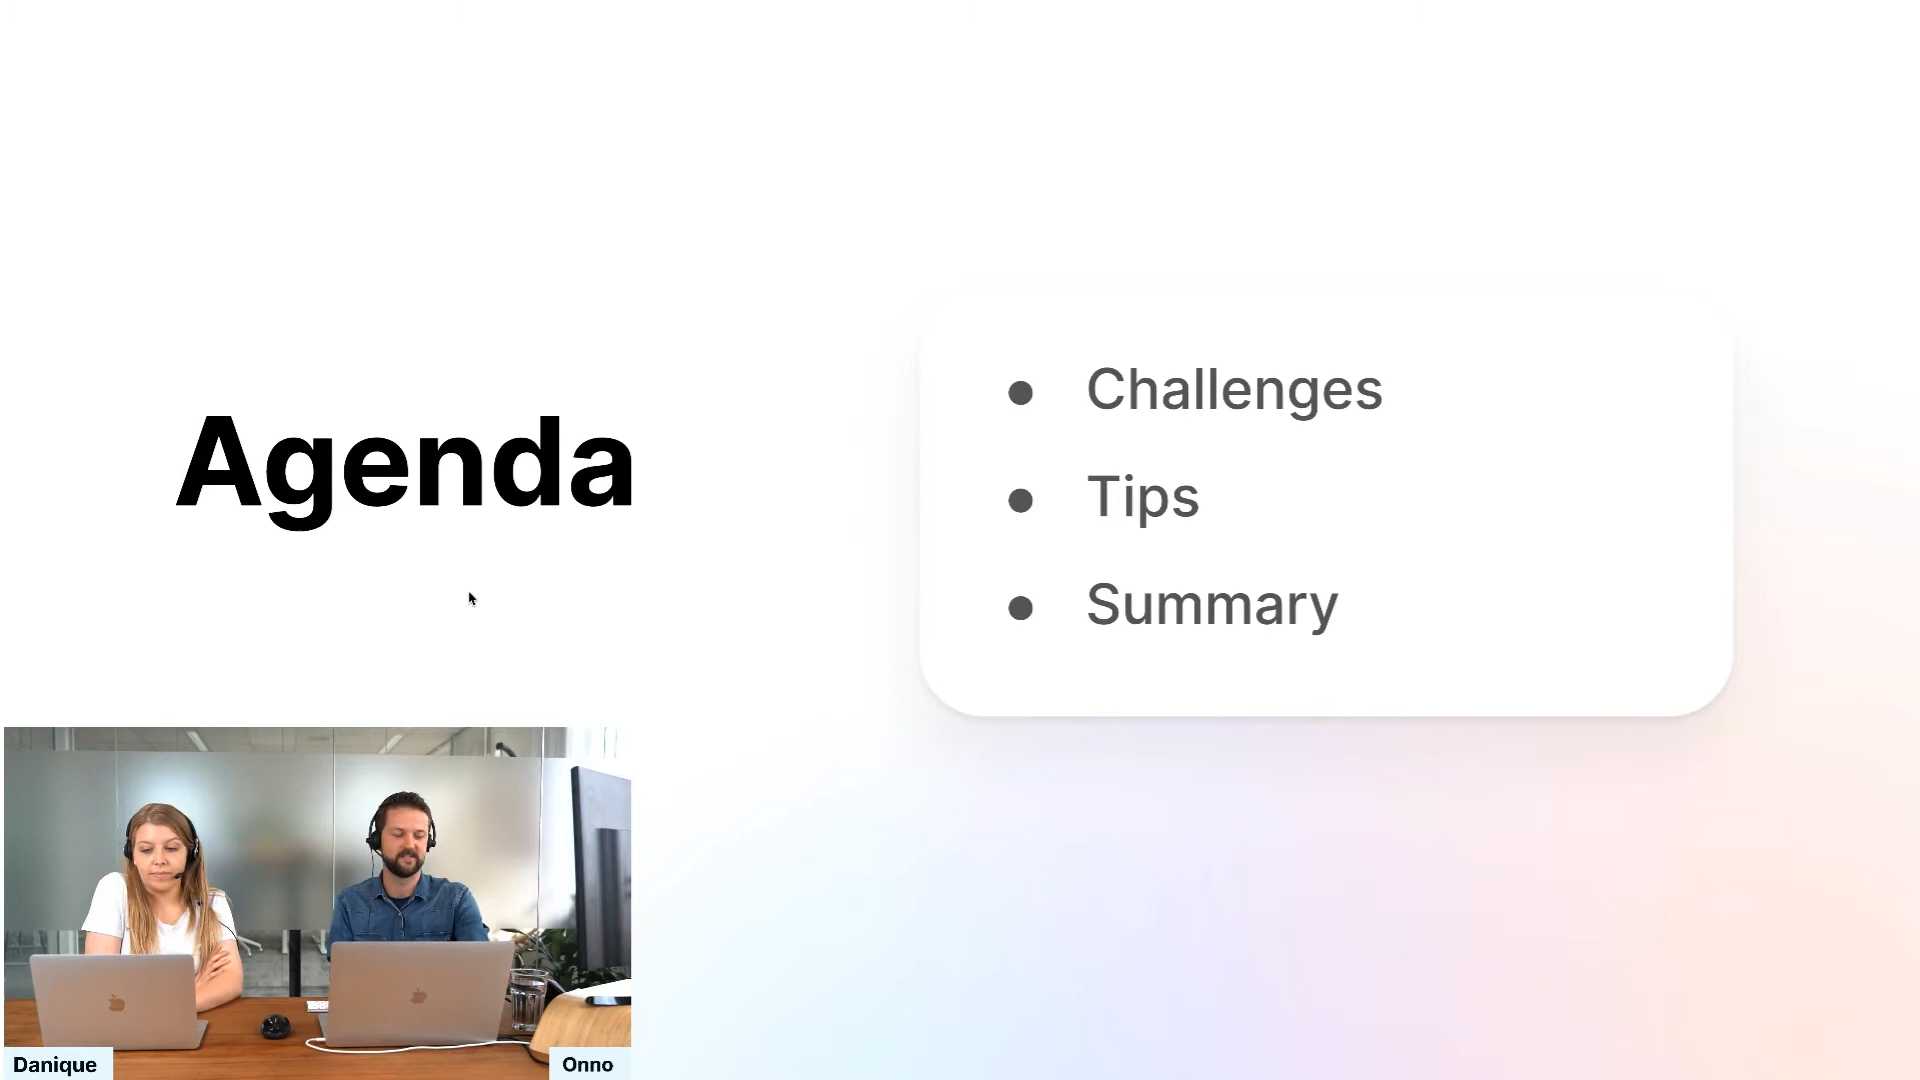 Agenda
● Challenges
● Tips
● Summary
Danique
Onno